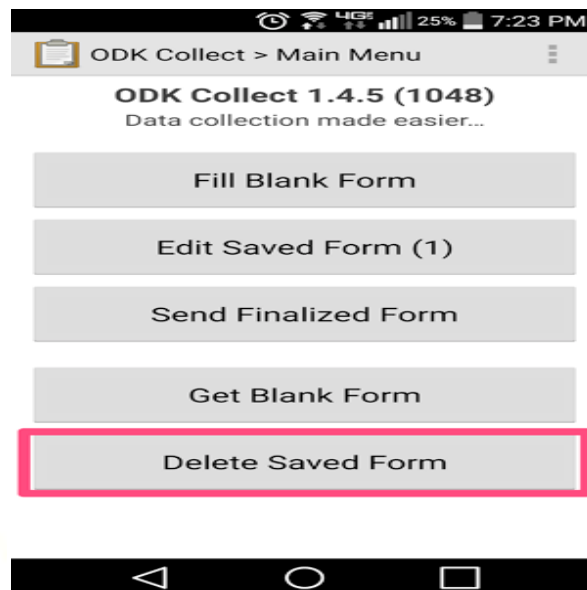 4G 25% 7:23 PM
ODK Collect > Main Menu
ODK Collect 1.4.5 (1048)
Data collection made easier...
Fill Blank Form
Edit Saved Form (1)
Send Finalized Form
Get Blank Form
Delete Saved Form